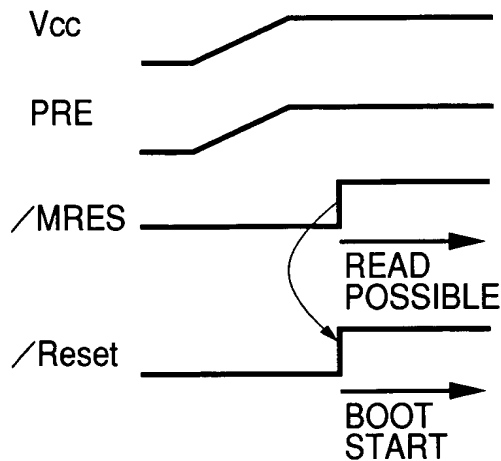 Vcc
PRE
/MRES
READ
POSSIBLE
/Reset
BOOT
START